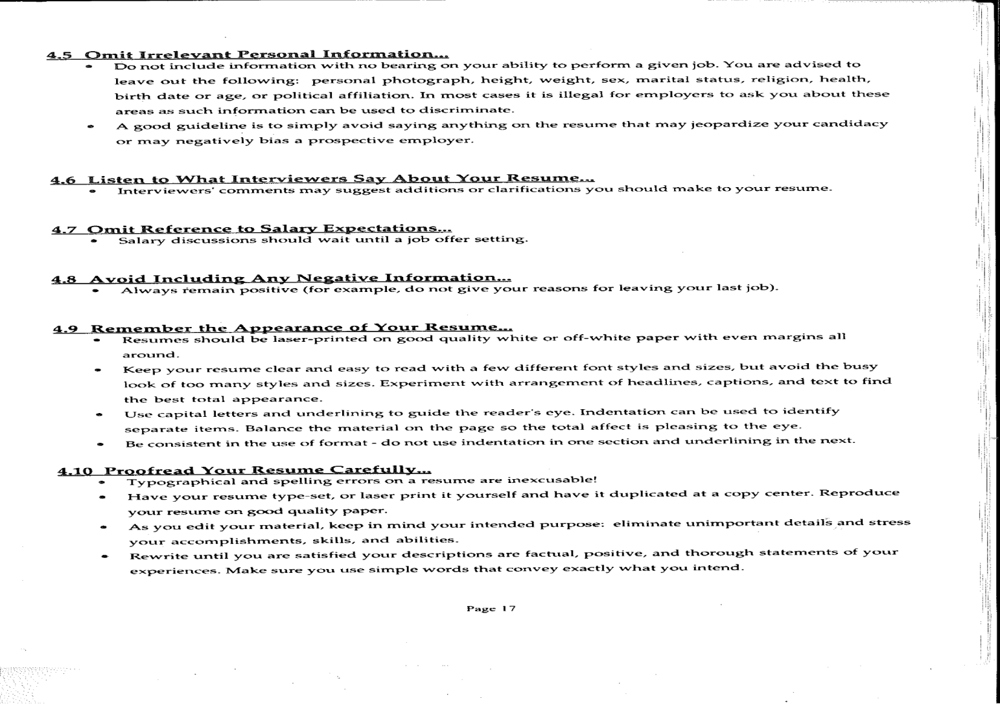 4.5 Omit Irrelevant Personal Information...
• Do not include information with no bearing on your ability to perform a given job. You are advised to
leave out the following: personal photograph, height, weight, sex, marital status, religion, health,
birth date or age, or political affiliation. In most cases it is illegal for employers to ask you about these
areas as such information can be used to discriminate.
• A good guideline is to simply avoid saying anything on the resume that may jeopardize your candidacy
or may negatively bias a prospective employer.
4.6 Listen to What Interviewers Say About Your Resume...
• Interviewers' comments may suggest additions or clarifications you should make to your resume.
4.7 Omit Reference to Salary Expectations...
• Salary discussions should wait until a job offer setting.
4.8 Avoid Including Any Negative Information...
• Always remain positive (for example, do not give your reasons for leaving your last job).
4.9 Remember the Appearance of Your Resume...
• Resumes should be laser-printed on good quality white or off-white paper with even margins all
around.
• Keep your resume clear and easy to read with a few different font styles and sizes, but avoid the busy
look of too many styles and sizes. Experiment with arrangement of headlines, captions, and text to find
the best total appearance.
• Use capital letters and underlining to guide the reader's eye. Indentation can be used to identify
separate items. Balance the material on the page so the total affect is pleasing to the eye.
• Be consistent in the use of format - do not use indentation in one section and underlining in the next.
4.10 Proofread Your Resume Carefully...
• Typographical and spelling errors on a resume are inexcusable!
• Have your resume type-set, or laser print it yourself and have it duplicated at a copy center. Reproduce
your resume on good quality paper.
• As you edit your material, keep in mind your intended purpose: eliminate unimportant details and stress
your accomplishments, skills, and abilities.
• Rewrite until you are satisfied your descriptions are factual, positive, and thorough statements of your
experiences. Make sure you use simple words that convey exactly what you intend.
Page 17